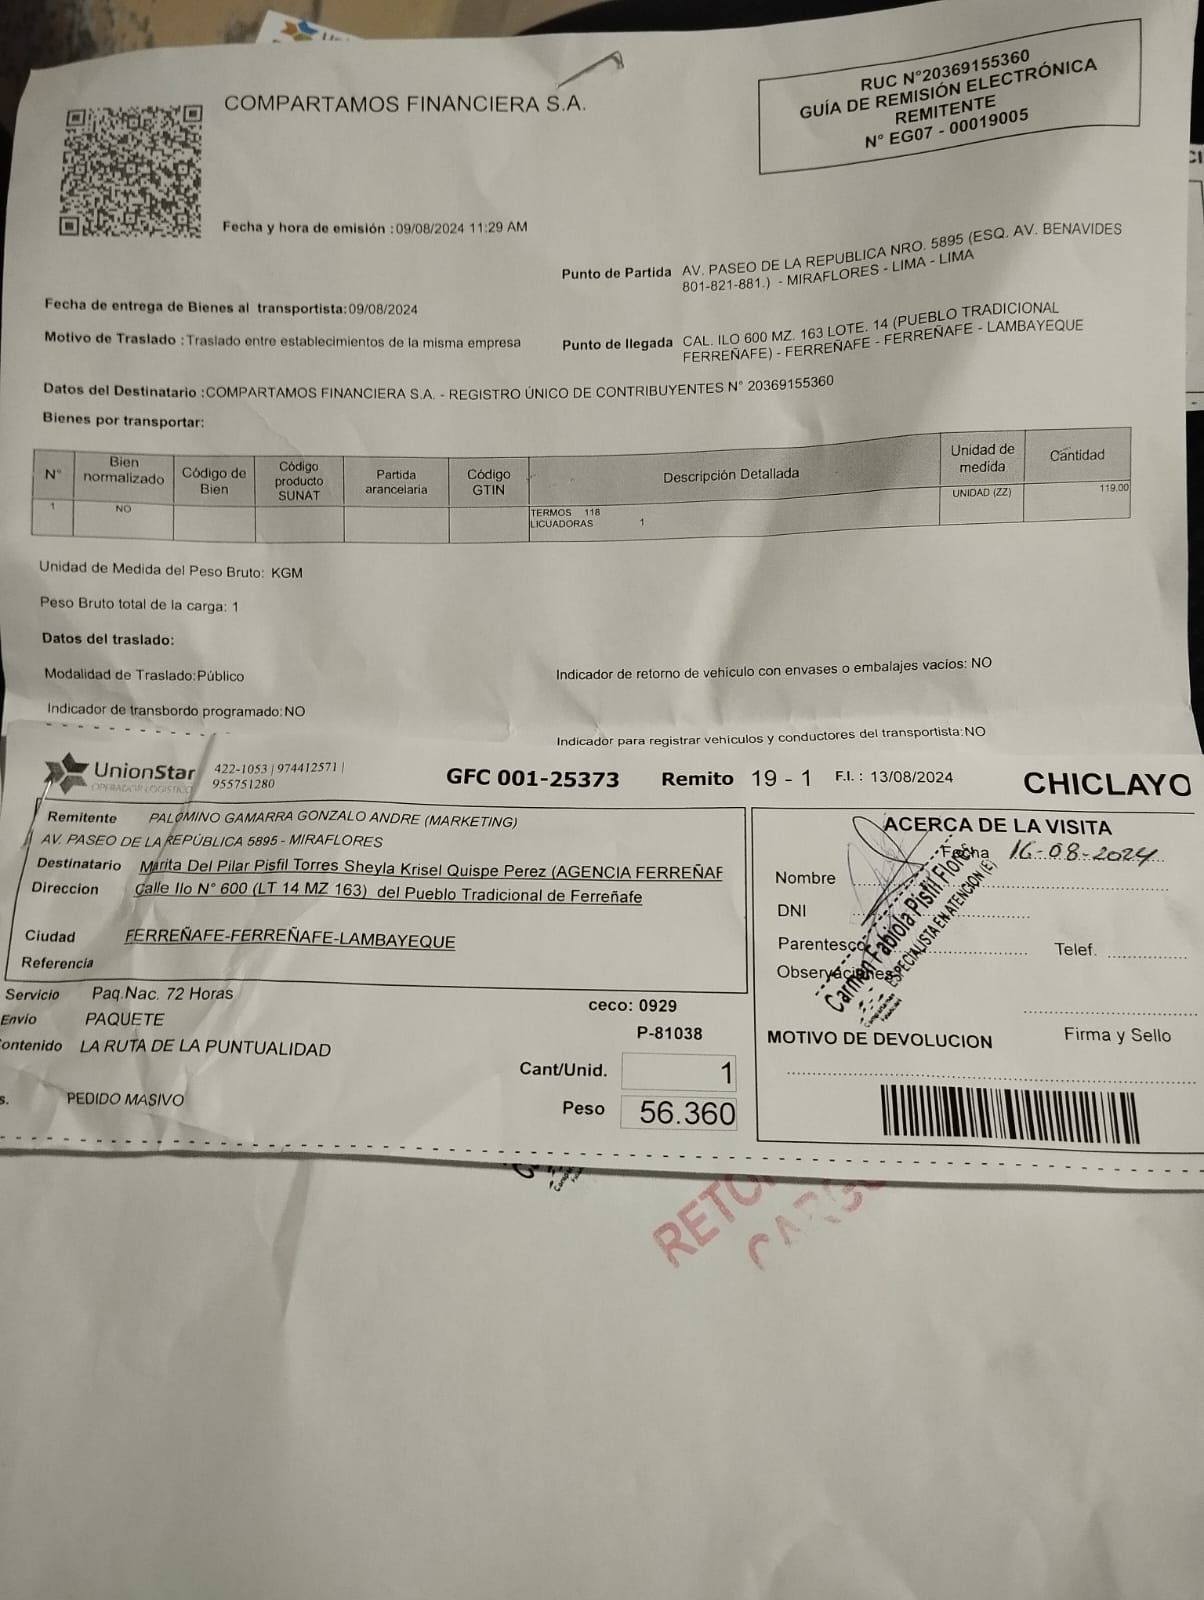 COMPARTAMOS FINANCIERA S.A.
RUC N°20369155360
GUÍA DE REMISIÓN ELECTRÓNICA
REMITENTE
N° EG07 - 00019005
Fecha y hora de emisión :09/08/2024 11:29 AM
Punto de Partida AV. PASEO DE LA REPUBLICA NRO. 5895 (ESQ. AV. BENAVIDES
801-821-881.) - MIRAFLORES - LIMA - LIMA
Fecha de entrega de Bienes al transportista:09/08/2024
Motivo de Traslado :Traslado entre establecimientos de la misma empresa
Punto de llegada CAL. ILO 600 MZ. 163 LOTE. 14 (PUEBLO TRADICIONAL
FERREÑAFE) - FERREÑAFE - FERREÑAFE - LAMBAYEQUE
Datos del Destinatario :COMPARTAMOS FINANCIERA S.A. - REGISTRO ÚNICO DE CONTRIBUYENTES N° 20369155360
Bienes por transportar:
N° Bien normalizado Código de Bien Código producto SUNAT Partida arancelaria Código GTIN Descripción Detallada Unidad de medida Cantidad
1 NO TERMOS 118 UNIDAD (ZZ) 119.00
LICUADORAS 1
Unidad de Medida del Peso Bruto: KGM
Peso Bruto total de la carga: 1
Datos del traslado:
Modalidad de Traslado:Público
Indicador de retorno de vehículo con envases o embalajes vacíos: NO
Indicador de transbordo programado:NO
Indicador para registrar vehículos y conductores del transportista:NO
UnionStar
OPERADOR LOGISTICO
422-1053 | 974412571 |
955751280
GFC 001-25373 Remito 19 - 1 F.I. : 13/08/2024 CHICLAYO
Remitente PALOMINO GAMARRA GONZALO ANDRE (MARKETING)
AV. PASEO DE LA REPÚBLICA 5895 - MIRAFLORES
Destinatario Marita Del Pilar Pisfil Torres Sheyla Krisel Quispe Perez (AGENCIA FERREÑAF
Direccion Calle Ilo N° 600 (LT 14 MZ 163) del Pueblo Tradicional de Ferreñafe
Ciudad FERREÑAFE-FERREÑAFE-LAMBAYEQUE
Referencia
Servicio Paq.Nac. 72 Horas
Envio PAQUETE
ontenido LA RUTA DE LA PUNTUALIDAD
s. PEDIDO MASIVO
ceco: 0929
P-81038
Cant/Unid. 1
Peso 56.360
ACERCA DE LA VISITA
Fecha 16-08-2024
Nombre
DNI
Parentesco Telef.
Observaciones
Carmen Fabiola Pisfil Flores
ESPECIALISTA EN ATENCION (E)
Firma y Sello
MOTIVO DE DEVOLUCION
RETO
CARGO